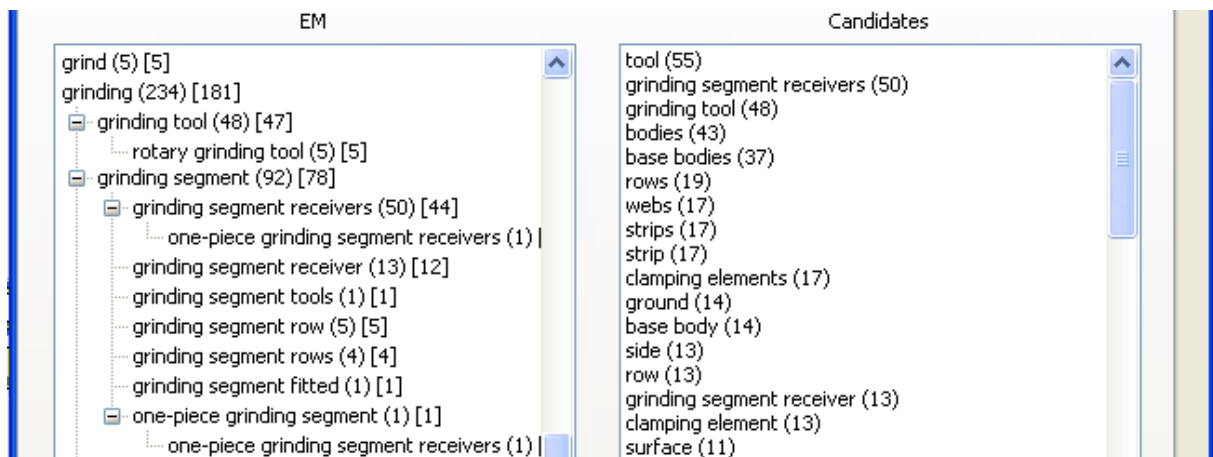 EM
grind (5) [5]
grinding (234) [181]
grinding tool (48) [47]
rotary grinding tool (5) [5]
grinding segment (92) [78]
grinding segment receivers (50) [44]
one-piece grinding segment receivers (1) [
grinding segment receiver (13) [12]
grinding segment tools (1) [1]
grinding segment row (5) [5]
grinding segment rows (4) [4]
grinding segment fitted (1) [1]
one-piece grinding segment (1) [1]
one-piece grinding segment receivers (1) [
Candidates
tool (55)
grinding segment receivers (50)
grinding tool (48)
bodies (43)
base bodies (37)
rows (19)
webs (17)
strips (17)
strip (17)
clamping elements (17)
ground (14)
base body (14)
side (13)
row (13)
grinding segment receiver (13)
clamping element (13)
surface (11)